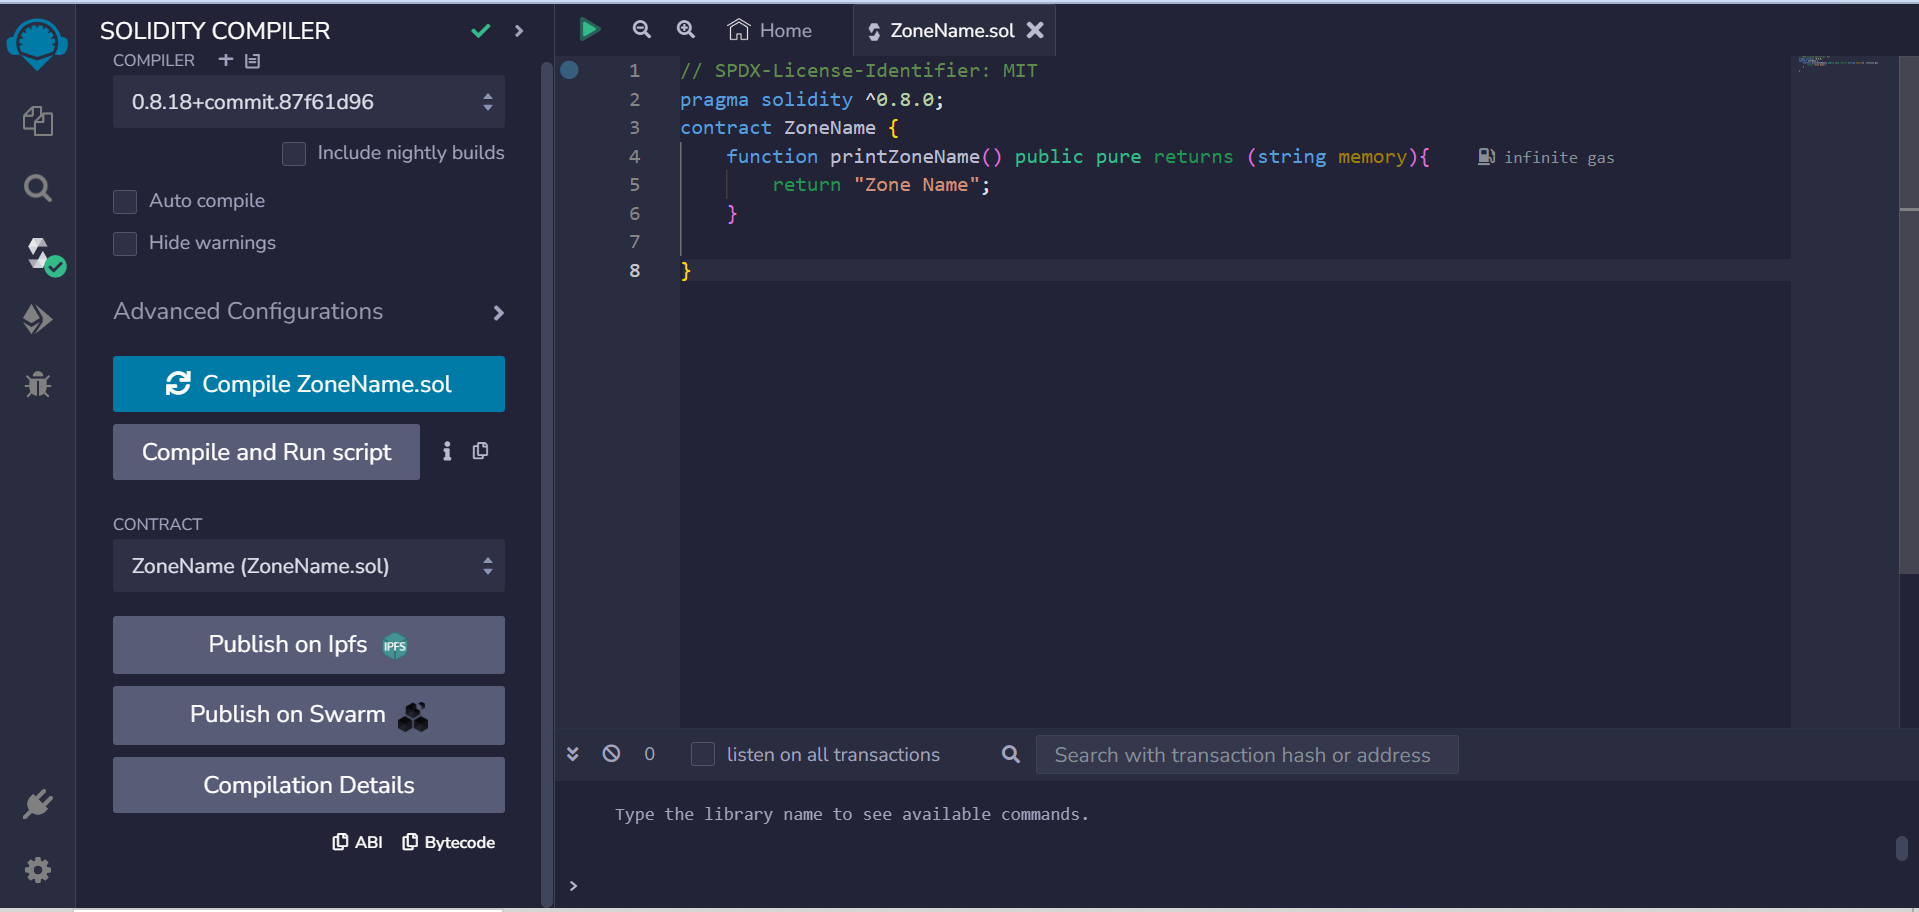 SOLIDITY COMPILER
COMPILER
0.8.18+commit.87f61d96
Include nightly builds
Auto compile
Hide warnings
Advanced Configurations
Compile ZoneName.sol
Compile and Run script
CONTRACT
ZoneName (ZoneName.sol)
Publish on Ipfs IPFS
Publish on Swarm
Compilation Details
ABI Bytecode
Home ZoneName.sol
1 // SPDX-License-Identifier: MIT
2 pragma solidity ^0.8.0;
3 contract ZoneName {
4 function printZoneName() public pure returns (string memory){ infinite gas
5 return "Zone Name";
6 }
7
8 }
0 listen on all transactions Search with transaction hash or address
Type the library name to see available commands.
>